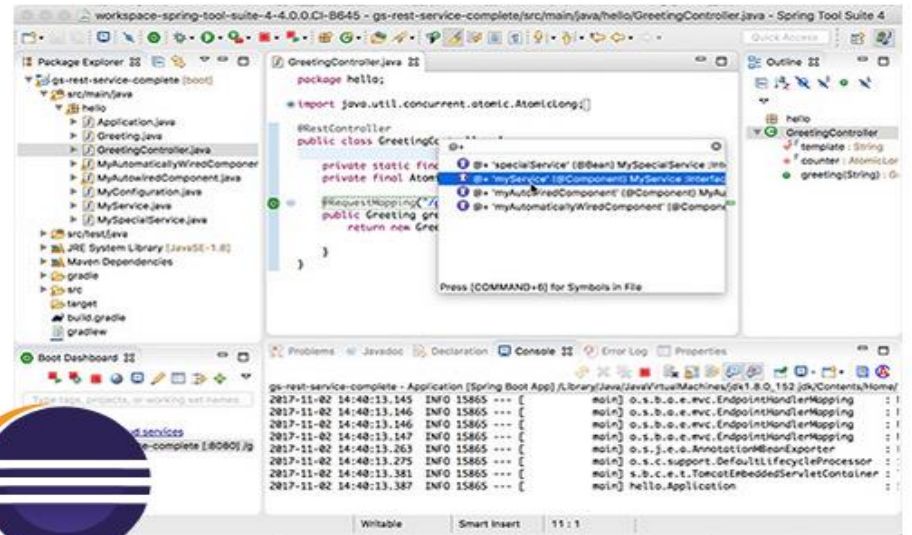 workspace-spring-tool-suite-4-4.0.0.CI-B645 - gs-rest-service-complete/src/main/java/hello/GreetingController.java - Spring Tool Suite 4
Quick Access
Package Explorer
gs-rest-service-complete [boot]
src/main/java
hello
Application.java
Greeting.java
GreetingController.java
MyAutomaticallyWiredComponer
MyAutowiredComponent.java
MyConfiguration.java
MyService.java
MySpecialService.java
src/test/java
JRE System Library [JavaSE-1.8]
Maven Dependencies
gradle
src
target
build.gradle
gradlew
GreetingController.java
package hello;
import java.util.concurrent.atomic.AtomicLong;
@RestController
public class GreetingCo
private static fina
private final Atom
@RequestMapping("/g
public Greeting gre
return new Gree
}
}
@+
@+ 'specialService' (@Bean) MySpecialService :Int
@+ 'myService' (@Component) MyService :Interfac
@+ 'myAutowiredComponent' (@Component) MyAu
@+ 'myAutomaticallyWiredComponent' (@Compone
Press [COMMAND+6] for Symbols in File
Outline
hello
GreetingController
template : String
counter : AtomicLon
greeting(String) : G
Boot Dashboard
Type tags, projects, or working set names
ud services
e-complete [:8080] /g
Problems Javadoc Declaration Console Error Log Properties
gs-rest-service-complete - Application [Spring Boot App] /Library/Java/JavaVirtualMachines/jdk1.8.0_152.jdk/Contents/Home/
2017-11-02 14:40:13.145 INFO 15865 --- [ main] o.s.b.a.e.mvc.EndpointHandlerMapping :
2017-11-02 14:40:13.146 INFO 15865 --- [ main] o.s.b.a.e.mvc.EndpointHandlerMapping :
2017-11-02 14:40:13.146 INFO 15865 --- [ main] o.s.b.a.e.mvc.EndpointHandlerMapping :
2017-11-02 14:40:13.147 INFO 15865 --- [ main] o.s.b.a.e.mvc.EndpointHandlerMapping :
2017-11-02 14:40:13.263 INFO 15865 --- [ main] o.s.j.e.a.AnnotationMBeanExporter :
2017-11-02 14:40:13.275 INFO 15865 --- [ main] o.s.c.support.DefaultLifecycleProcessor :
2017-11-02 14:40:13.381 INFO 15865 --- [ main] s.b.c.e.t.TomcatEmbeddedServletContainer :
2017-11-02 14:40:13.387 INFO 15865 --- [ main] hello.Application :
Writable Smart Insert 11 : 1